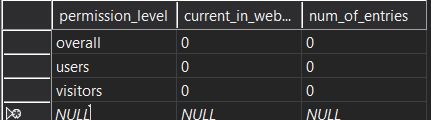 permission_level current_in_web... num_of_entries
overall 0 0
users 0 0
visitors 0 0
NULL NULL NULL